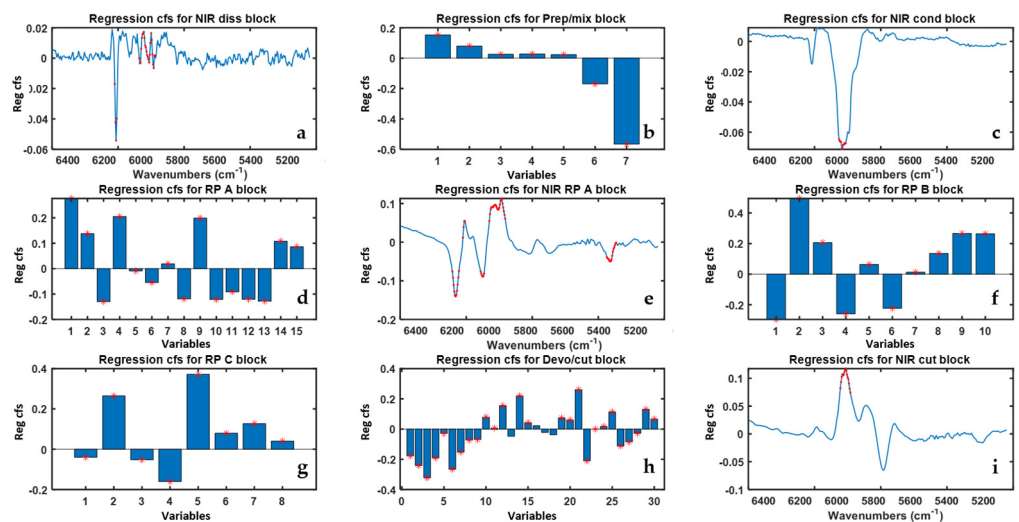 Regression cfs for NIR diss block
0.02
0
0.02
0.04
-0.06
Reg cfs
a
6400 6200 6000 5800 5600 5400 5200
Wavenumbers (cm⁻¹)
Regression cfs for Prep/mix block
0.2
0
-0.2
-0.4
-0.6
Reg cfs
b
1 2 3 4 5 6 7
Variables
Regression cfs for NIR cond block
0
-0.02
-0.04
-0.06
Reg cfs
c
6400 6200 6000 5800 5600 5400 5200
Wavenumbers (cm⁻¹)
Regression cfs for RP A block
0.2
0.1
0
-0.1
-0.2
Reg cfs
d
1 2 3 4 5 6 7 8 9 10 11 12 13 14 15
Variables
Regression cfs for NIR RP A block
0.1
0
-0.1
-0.2
Reg cfs
e
6400 6200 6000 5800 5600 5400 5200
Wavenumbers (cm⁻¹)
Regression cfs for RP B block
0.4
0.2
0
-0.2
Reg cfs
f
1 2 3 4 5 6 7 8 9 10
Variables
Regression cfs for RP C block
0.4
0.2
0
-0.2
Reg cfs
g
1 2 3 4 5 6 7 8
Variables
Regression cfs for Devo/cut block
0.4
0.2
0
-0.2
-0.4
Reg cfs
h
0 5 10 15 20 25 30
Variables
Regression cfs for NIR cut block
0.1
0.05
0
-0.05
-0.1
Reg cfs
i
6400 6200 6000 5800 5600 5400 5200
Wavenumbers (cm⁻¹)